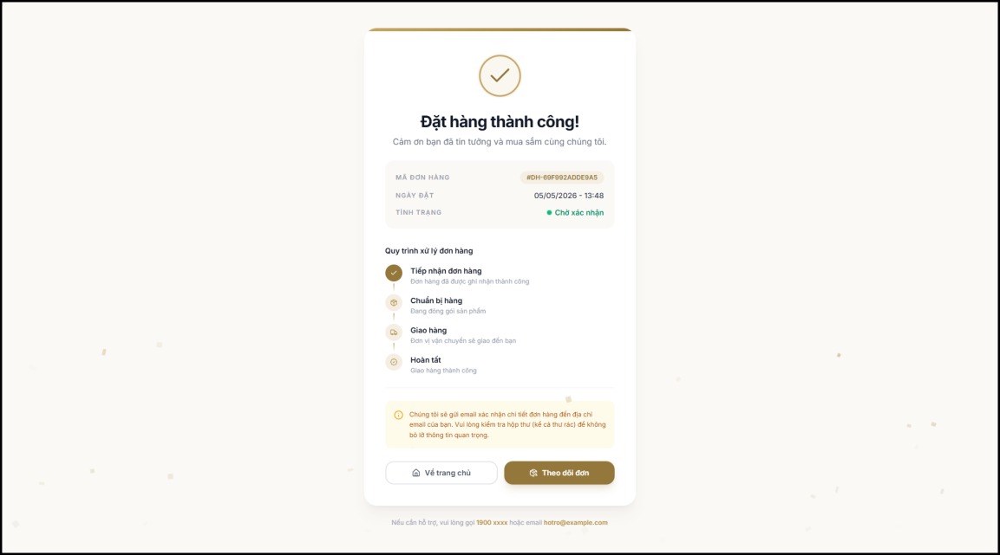 Đặt hàng thành công!
Cảm ơn bạn đã tin tưởng và mua sắm cùng chúng tôi.
MÃ ĐƠN HÀNG
#DH-69F992ADDE9A5
NGÀY ĐẶT
05/05/2026 - 13:48
TÌNH TRẠNG
Chờ xác nhận
Quy trình xử lý đơn hàng
Tiếp nhận đơn hàng
Đơn hàng đã được ghi nhận thành công
Chuẩn bị hàng
Đang đóng gói sản phẩm
Giao hàng
Đơn vị vận chuyển sẽ giao đến bạn
Hoàn tất
Giao hàng thành công
Chúng tôi sẽ gửi email xác nhận chi tiết đơn hàng đến địa chỉ
email của bạn. Vui lòng kiểm tra hộp thư (kể cả thư rác) để không
bỏ lỡ thông tin quan trọng.
Về trang chủ
Theo dõi đơn
Nếu cần hỗ trợ, vui lòng gọi 1900 xxxx hoặc email hotro@example.com